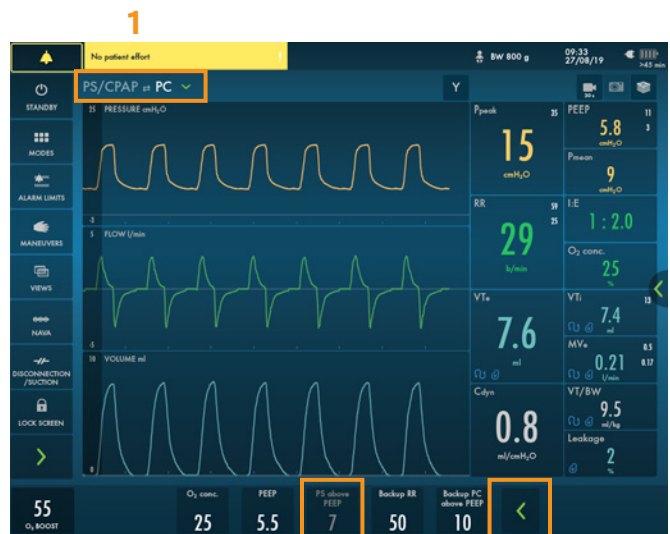 1
No patient effort !
BW 800 g
09:33
27/08/19
>45 min
STANDBY
MODES
ALARM LIMITS
MANEUVERS
VIEWS
NAVA
DISCONNECTION
/SUCTION
LOCK SCREEN
55
O₂ BOOST
PS/CPAP ⇄ PC
Y
30 s
25 PRESSURE cmH₂O
-3
5 FLOW l/min
-5
10 VOLUME ml
0
Ppeak 35
15
cmH₂O
RR 59
25
29
b/min
VTe
7.6
ml
Cdyn
0.8
ml/cmH₂O
PEEP 11
5.8 3
cmH₂O
Pmean
9
cmH₂O
I:E
1 : 2.0
O₂ conc.
25
%
VTi 13
7.4
ml
MVe 0.5
0.21 0.17
l/min
VT/BW
9.5
ml/kg
Leakage
2
%
O₂ conc.
25
PEEP
5.5
PS above
PEEP
7
Backup RR
50
Backup PC
above PEEP
10